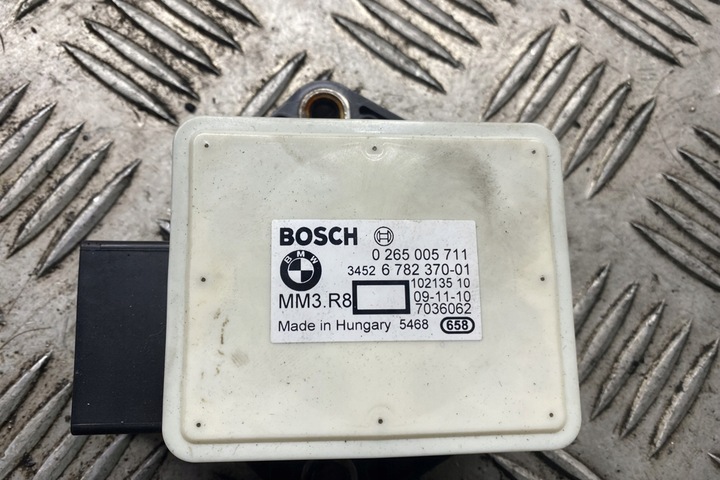 BOSCH
0 265 005 711
BMW
3452 6 782 370-01
102135 10
MM3.R8
09-11-10
7036062
Made in Hungary 5468 658